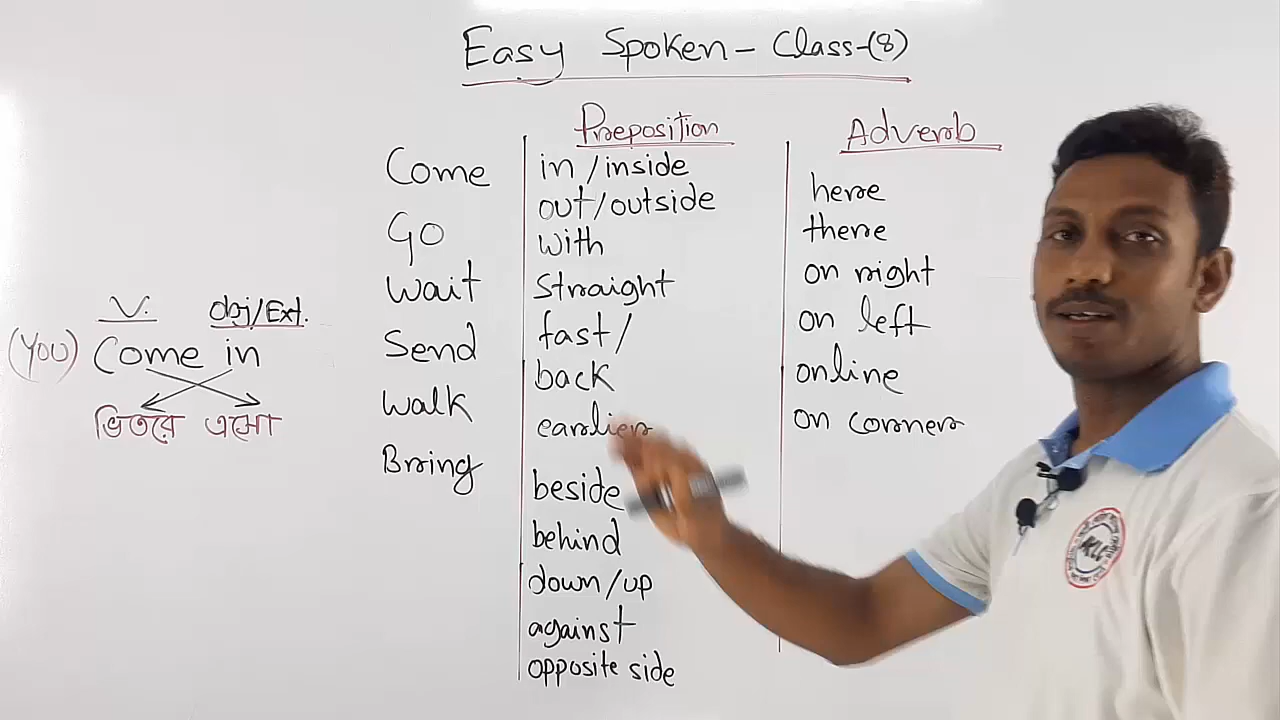 Easy Spoken - Class-(8)
V. Obj/Ext.
(You) Come in
ভিতরে এসো
Come
Go
Wait
Send
Walk
Bring
Preposition
in/inside
out/outside
with
straight
fast/
back
earlier
beside
behind
down/up
against
opposite side
Adverb
here
there
on right
on left
online
on corner